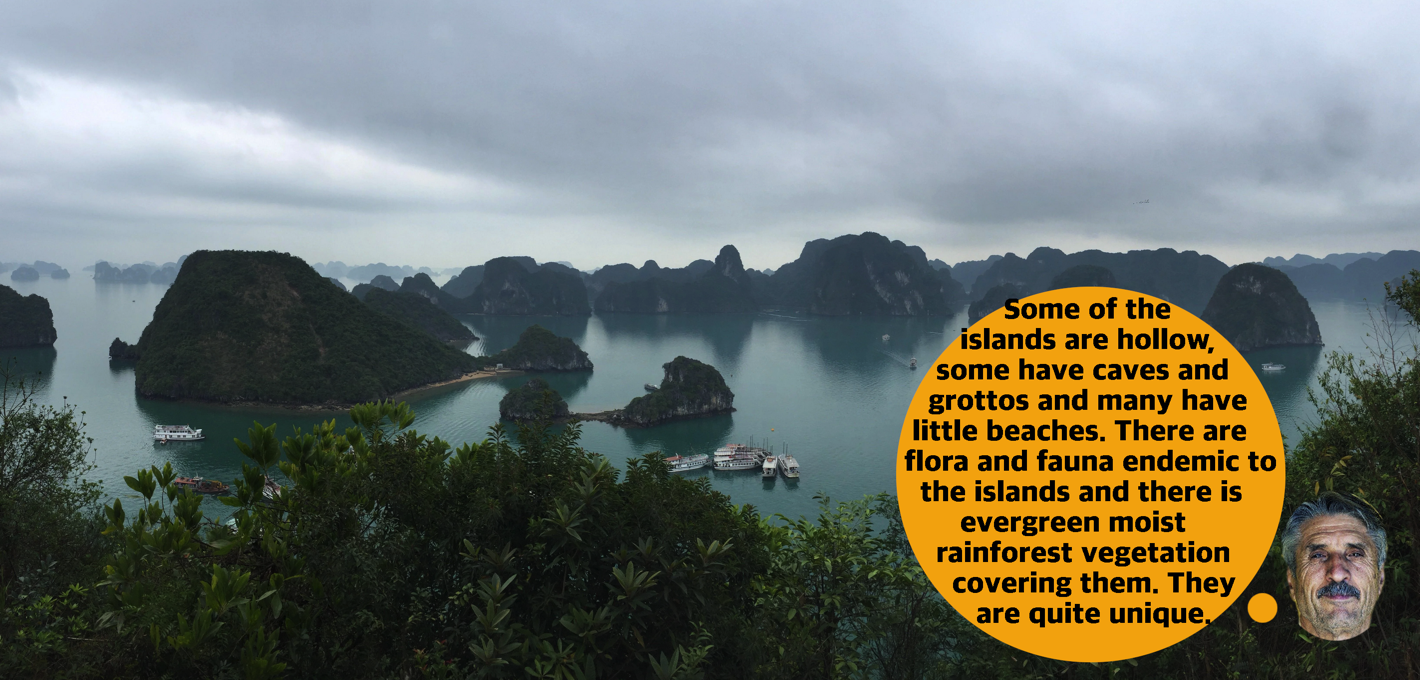 Some of the
islands are hollow,
some have caves and
grottos and many have
little beaches. There are
flora and fauna endemic to
the islands and there is
evergreen moist
rainforest vegetation
covering them. They
are quite unique.